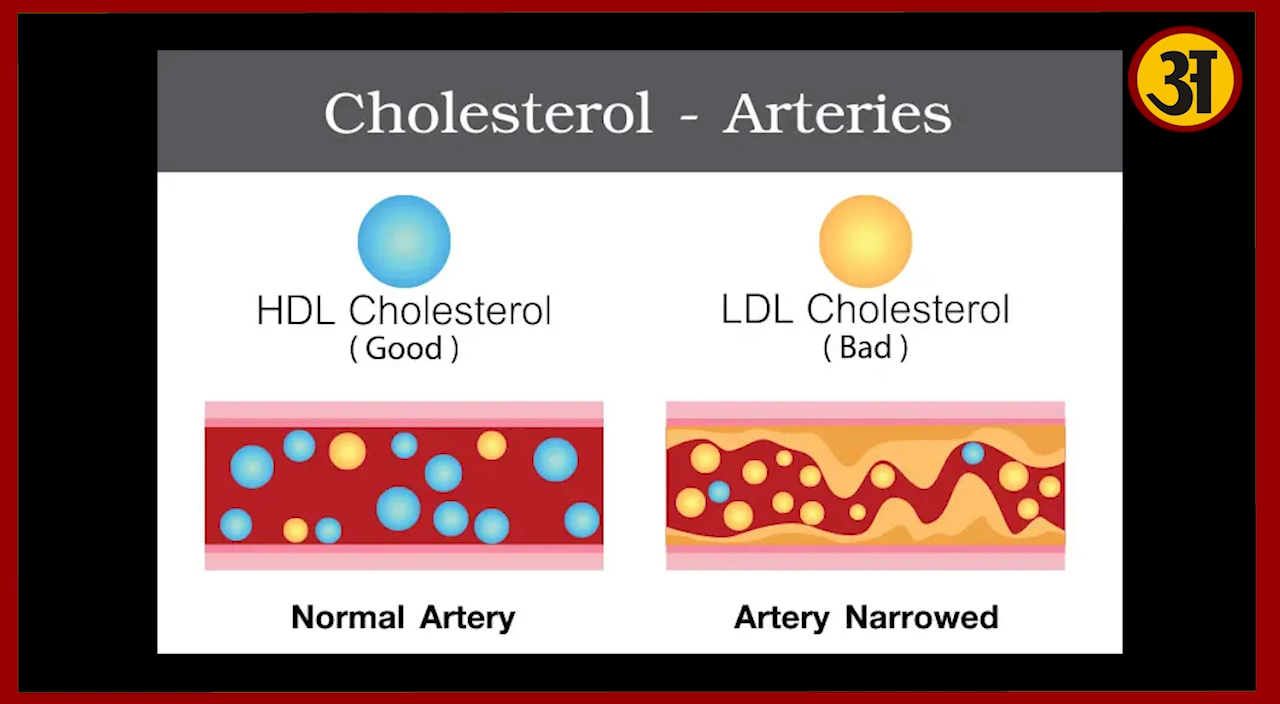 Cholesterol - Arteries
अ
HDL Cholesterol
( Good )
LDL Cholesterol
( Bad )
Normal Artery
Artery Narrowed